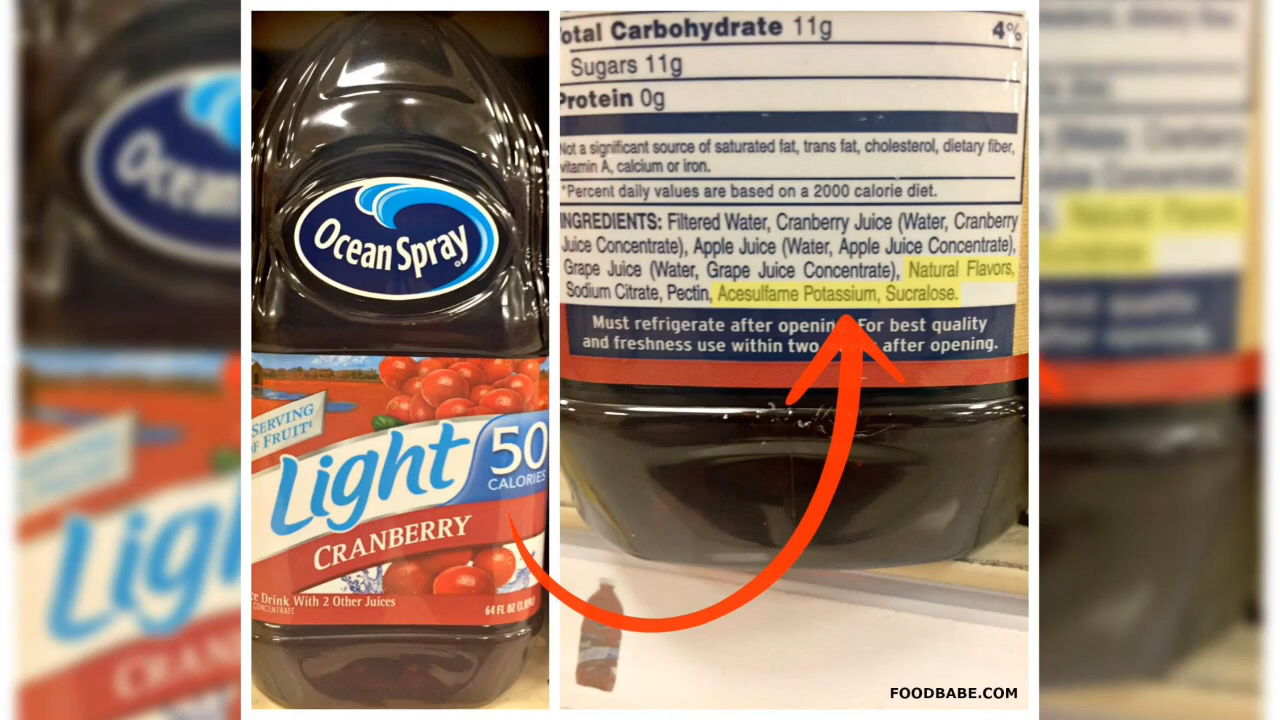 Ocean Spray
SERVING
OF FRUIT
Light 50
CALORIES
CRANBERRY
Drink With 2 Other Juices
CONCENTRATE
64 FL OZ
otal Carbohydrate 11g 4%
Sugars 11g
Protein 0g
Not a significant source of saturated fat, trans fat, cholesterol, dietary fiber,
vitamin A, calcium or iron.
*Percent daily values are based on a 2000 calorie diet.
INGREDIENTS: Filtered Water, Cranberry Juice (Water, Cranberry
Juice Concentrate), Apple Juice (Water, Apple Juice Concentrate),
Grape Juice (Water, Grape Juice Concentrate), Natural Flavors,
Sodium Citrate, Pectin, Acesulfame Potassium, Sucralose.
Must refrigerate after openin For best quality
and freshness use within two after opening.
FOODBABE.COM